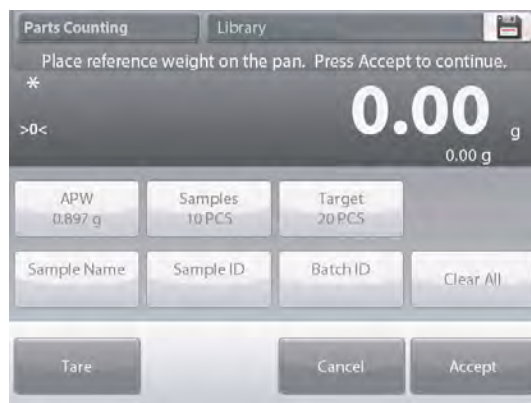 Parts Counting Library
Place reference weight on the pan. Press Accept to continue.
*
>0<
0.00 g
0.00 g
APW Samples Target
0.897 g 10 PCS 20 PCS
Sample Name Sample ID Batch ID Clear All
Tare Cancel Accept